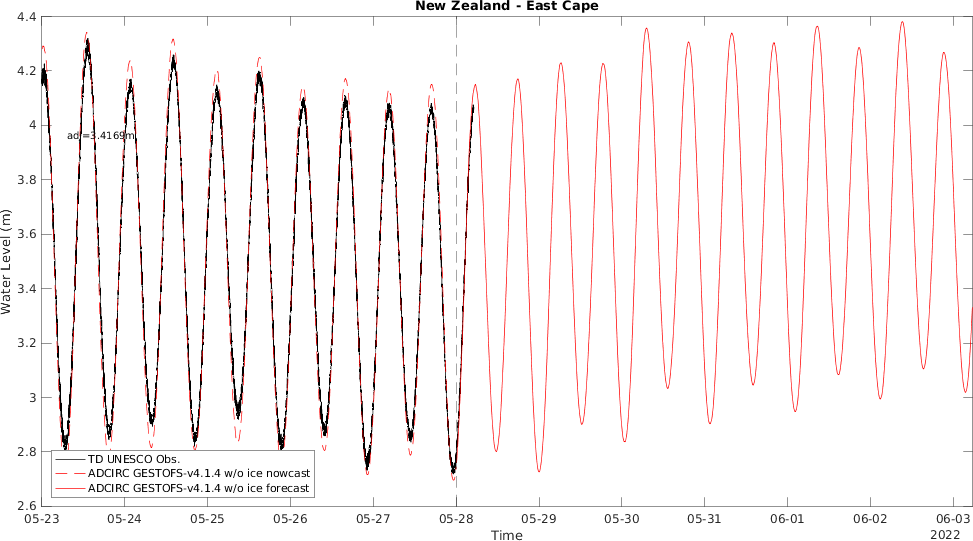 New Zealand - East Cape
Water Level (m)
4.4
4.2
4
3.8
3.6
3.4
3.2
3
2.8
2.6
adj=3.4169m
TD UNESCO Obs.
ADCIRC GESTOFS-v4.1.4 w/o ice nowcast
ADCIRC GESTOFS-v4.1.4 w/o ice forecast
05-23 05-24 05-25 05-26 05-27 05-28 05-29 05-30 05-31 06-01 06-02 06-03
Time
2022